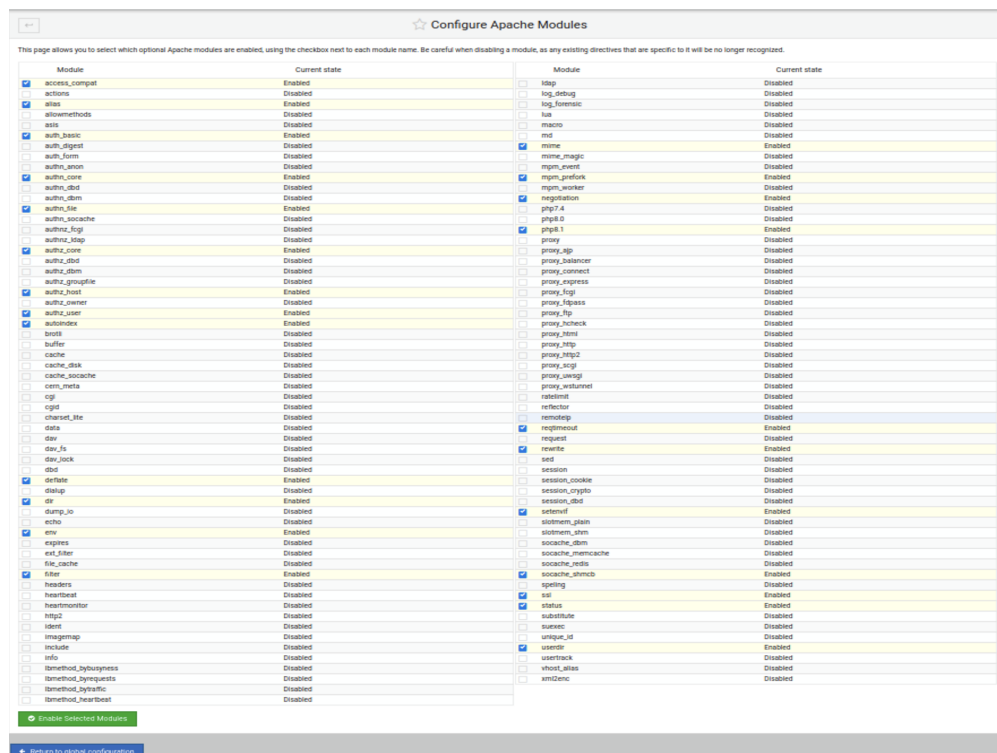 Configure Apache Modules
This page allows you to select which optional Apache modules are enabled, using the checkbox next to each module name. Be careful when disabling a module, as any existing directives that are specific to it will be no longer recognized.
Module Current state
access_compat Enabled
actions Disabled
alias Enabled
allowmethods Disabled
asis Disabled
auth_basic Enabled
auth_digest Disabled
auth_form Disabled
authn_anon Disabled
authn_core Enabled
authn_dbd Disabled
authn_dbm Disabled
authn_file Enabled
authn_socache Disabled
authnz_fcgi Disabled
authnz_ldap Disabled
authz_core Enabled
authz_dbd Disabled
authz_dbm Disabled
authz_groupfile Disabled
authz_host Enabled
authz_owner Disabled
authz_user Enabled
autoindex Enabled
brotli Disabled
buffer Disabled
cache Disabled
cache_disk Disabled
cache_socache Disabled
cern_meta Disabled
cgi Disabled
cgid Disabled
charset_lite Disabled
data Disabled
dav Disabled
dav_fs Disabled
dav_lock Disabled
dbd Disabled
deflate Enabled
dialup Disabled
dir Enabled
dump_io Disabled
echo Disabled
env Enabled
expires Disabled
ext_filter Disabled
file_cache Disabled
filter Enabled
headers Disabled
heartbeat Disabled
heartmonitor Disabled
http2 Disabled
ident Disabled
imagemap Disabled
include Disabled
info Disabled
lbmethod_bybusyness Disabled
lbmethod_byrequests Disabled
lbmethod_bytraffic Disabled
lbmethod_heartbeat Disabled
Module Current state
ldap Disabled
log_debug Disabled
log_forensic Disabled
lua Disabled
macro Disabled
md Disabled
mime Enabled
mime_magic Disabled
mpm_event Disabled
mpm_prefork Enabled
mpm_worker Disabled
negotiation Enabled
php7.4 Disabled
php8.0 Disabled
php8.1 Enabled
proxy Disabled
proxy_ajp Disabled
proxy_balancer Disabled
proxy_connect Disabled
proxy_express Disabled
proxy_fcgi Disabled
proxy_fdpass Disabled
proxy_ftp Disabled
proxy_hcheck Disabled
proxy_html Disabled
proxy_http Disabled
proxy_http2 Disabled
proxy_scgi Disabled
proxy_uwsgi Disabled
proxy_wstunnel Disabled
ratelimit Disabled
reflector Disabled
remoteip Disabled
reqtimeout Enabled
request Disabled
rewrite Enabled
sed Disabled
session Disabled
session_cookie Disabled
session_crypto Disabled
session_dbd Disabled
setenvif Enabled
slotmem_plain Disabled
slotmem_shm Disabled
socache_dbm Disabled
socache_memcache Disabled
socache_redis Disabled
socache_shmcb Enabled
speling Disabled
ssl Enabled
status Enabled
substitute Disabled
suexec Disabled
unique_id Disabled
userdir Enabled
usertrack Disabled
vhost_alias Disabled
xml2enc Disabled
Enable Selected Modules
Return to global configuration